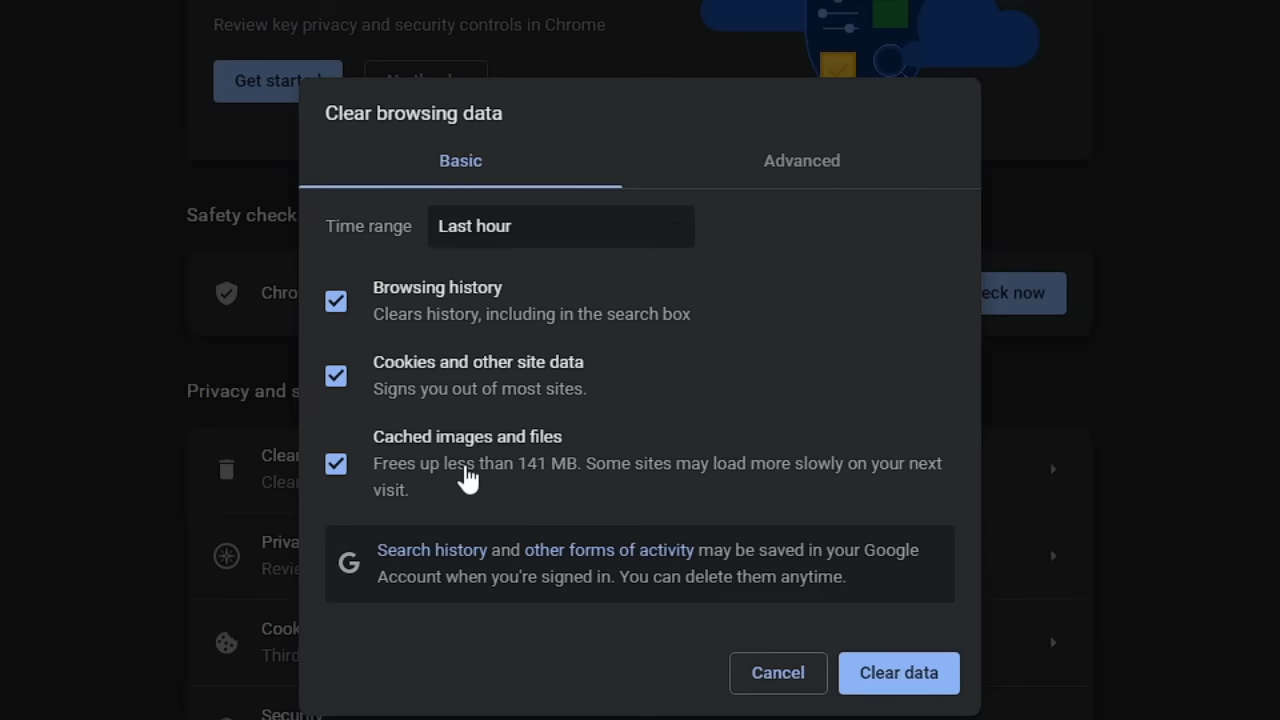 Review key privacy and security controls in Chrome
Get
Clear browsing data
Basic Advanced
Safety check
Time range Last hour
Browsing history
Clears history, including in the search box
now
Cookies and other site data
Signs you out of most sites.
Privacy and
Cached images and files
Frees up less than 141 MB. Some sites may load more slowly on your next
visit.
Search history and other forms of activity may be saved in your Google
Account when you're signed in. You can delete them anytime.
Cancel Clear data